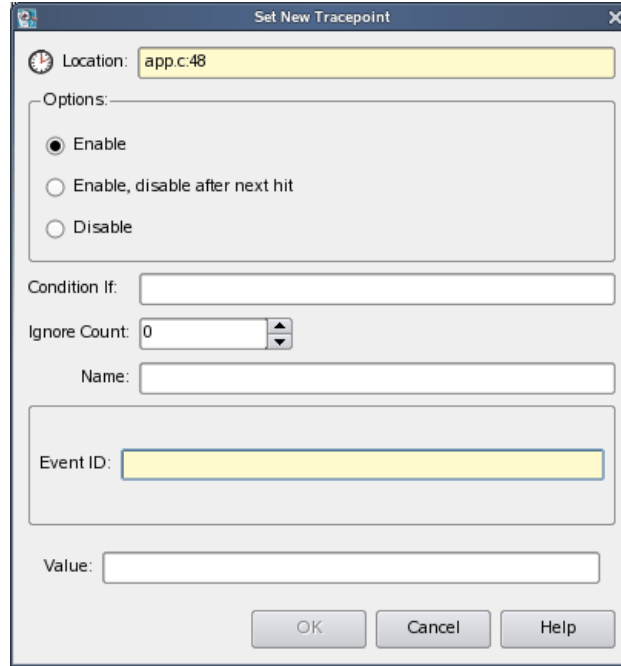 Set New Tracepoint
Location: app.c:48
Options:
Enable
Enable, disable after next hit
Disable
Condition If:
Ignore Count: 0
Name:
Event ID:
Value:
OK Cancel Help